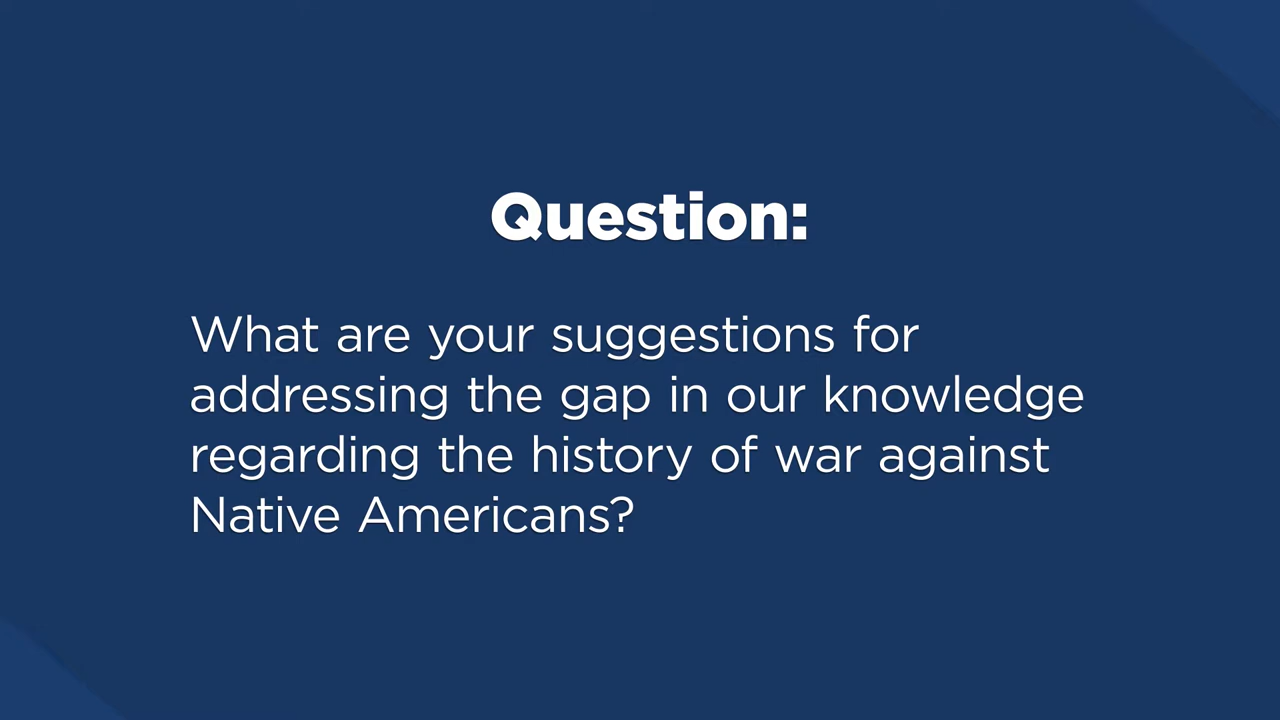 Question:
What are your suggestions for
addressing the gap in our knowledge
regarding the history of war against
Native Americans?